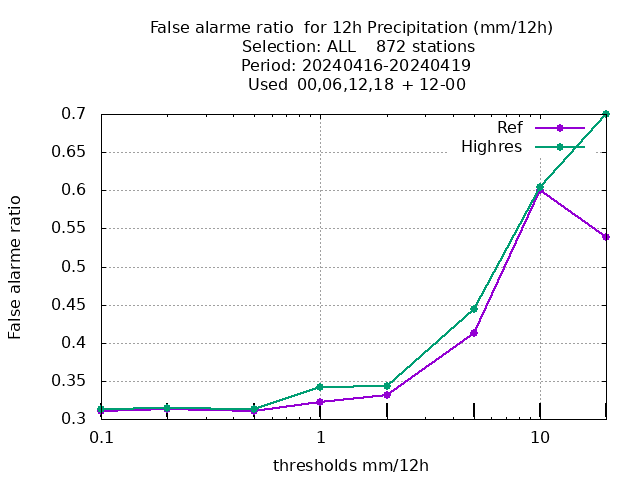 False alarme ratio for 12h Precipitation (mm/12h)
Selection: ALL 872 stations
Period: 20240416-20240419
Used 00,06,12,18 + 12-00
Ref
Highres
0.7
0.65
0.6
0.55
0.5
0.45
0.4
0.35
0.3
False alarme ratio
0.1 1 10
thresholds mm/12h